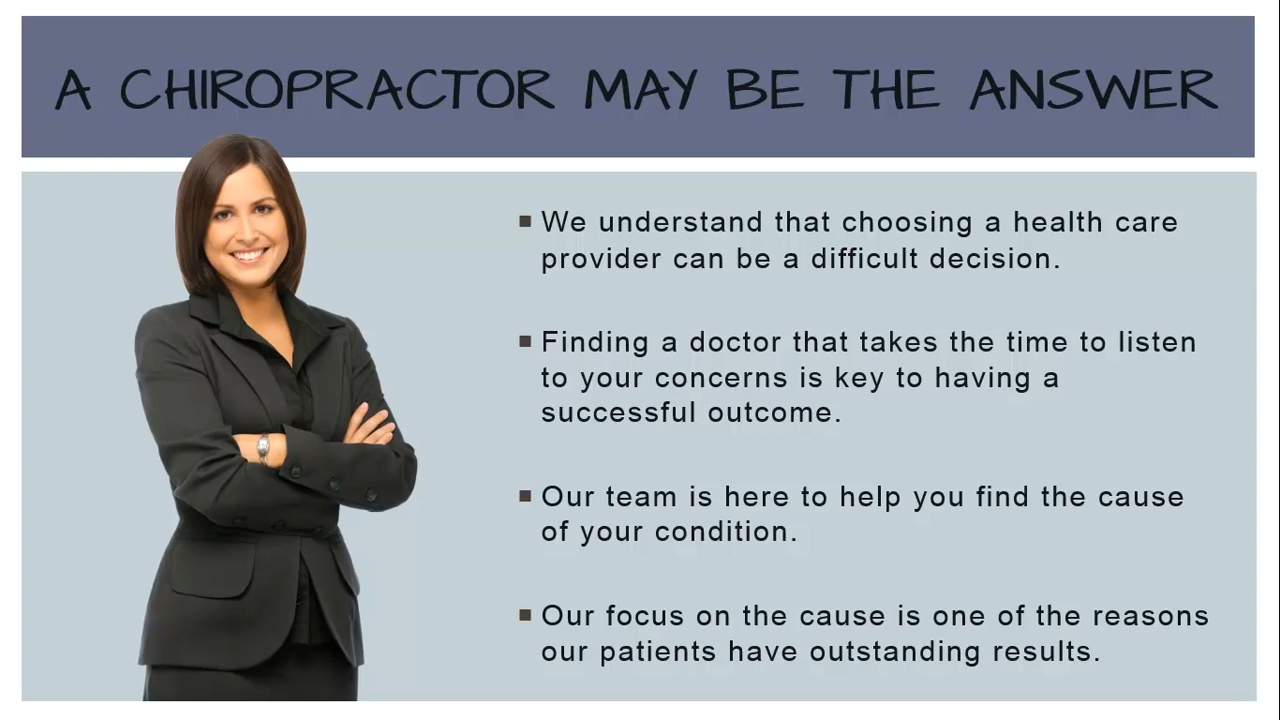 A CHIROPRACTOR MAY BE THE ANSWER
We understand that choosing a health care
provider can be a difficult decision.
Finding a doctor that takes the time to listen
to your concerns is key to having a
successful outcome.
Our team is here to help you find the cause
of your condition.
Our focus on the cause is one of the reasons
our patients have outstanding results.